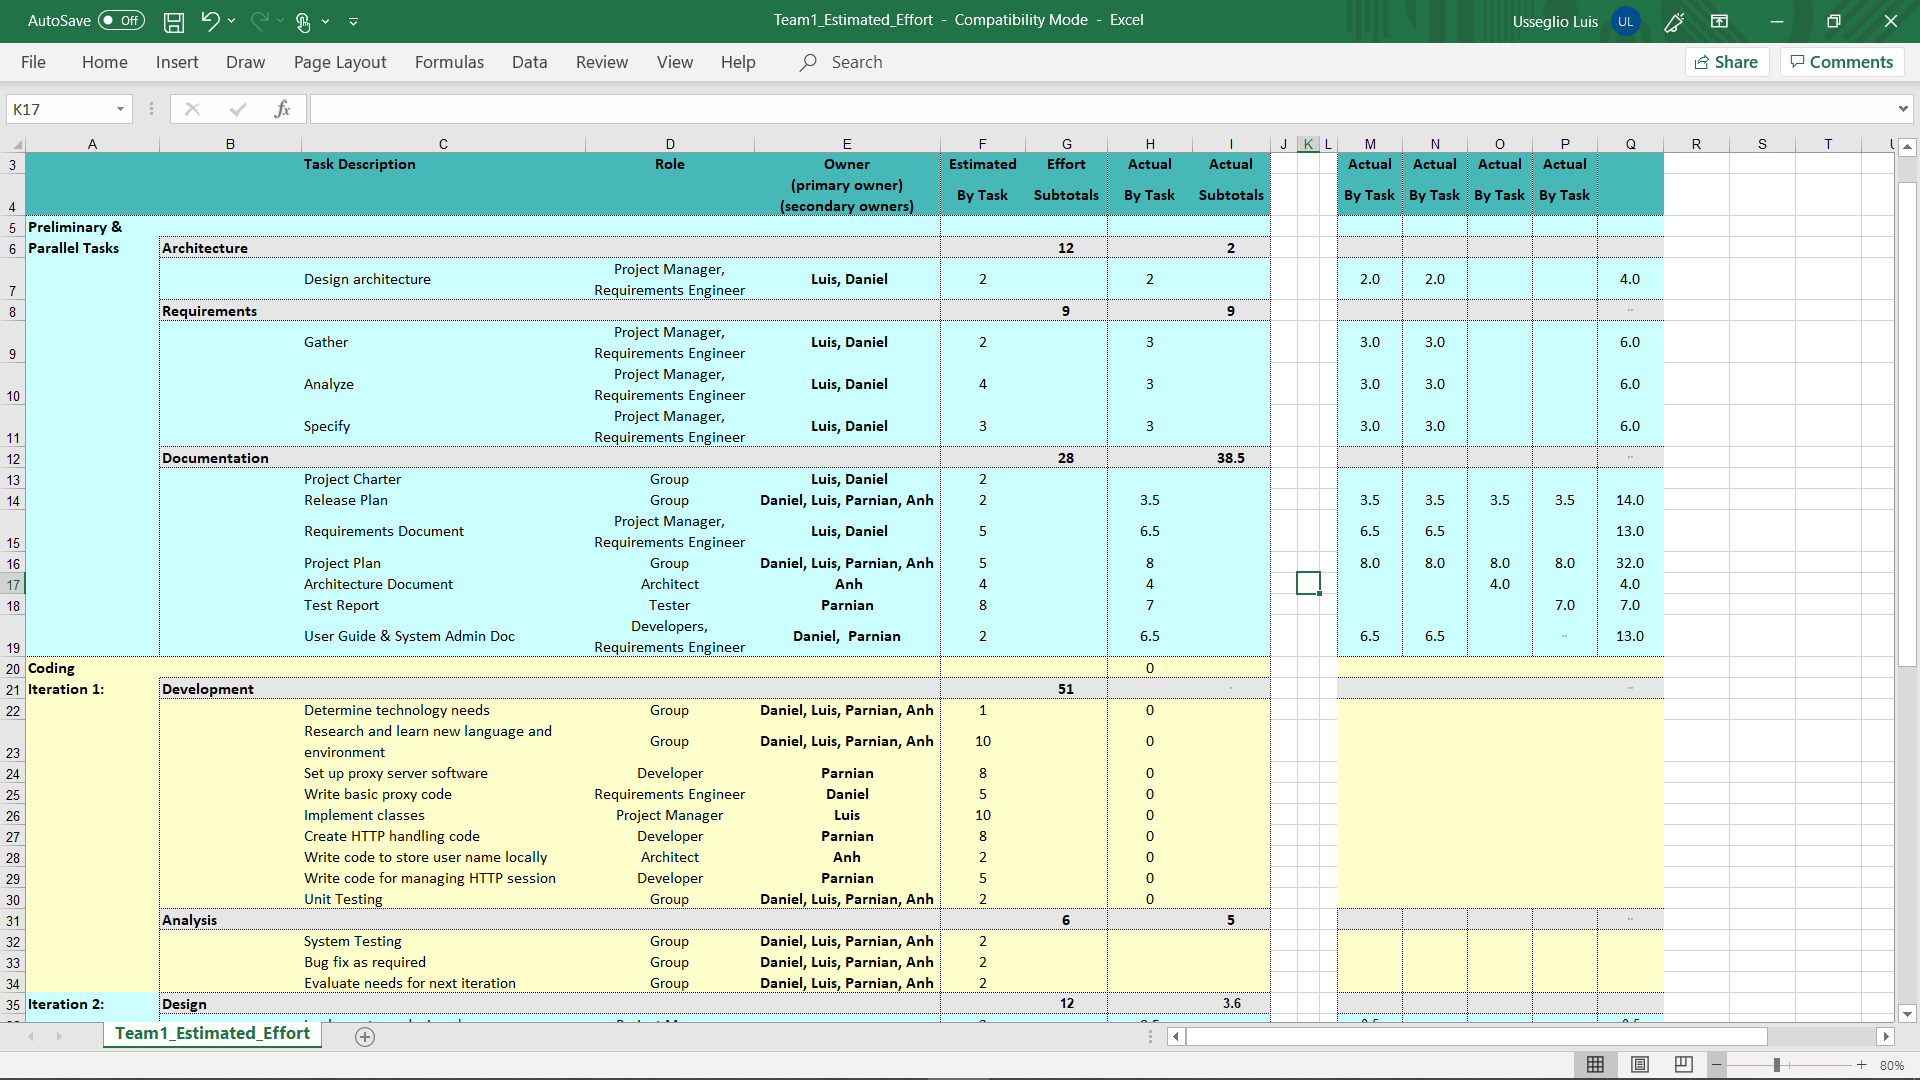 AutoSave Off
Team1_Estimated_Effort - Compatibility Mode - Excel
Usseglio Luis UL
File Home Insert Draw Page Layout Formulas Data Review View Help Search Share Comments
K17 fx
A B C D E F G H I J K L M N O P Q R S T
3 Task Description Role Owner Estimated Effort Actual Actual Actual Actual Actual Actual
(primary owner)
4 (secondary owners) By Task Subtotals By Task Subtotals By Task By Task By Task By Task
5 Preliminary &
6 Parallel Tasks Architecture 12 2
7 Design architecture Project Manager, Requirements Engineer Luis, Daniel 2 2 2.0 2.0 4.0
8 Requirements 9 9
9 Gather Project Manager, Requirements Engineer Luis, Daniel 2 3 3.0 3.0 6.0
10 Analyze Project Manager, Requirements Engineer Luis, Daniel 4 3 3.0 3.0 6.0
11 Specify Project Manager, Requirements Engineer Luis, Daniel 3 3 3.0 3.0 6.0
12 Documentation 28 38.5
13 Project Charter Group Luis, Daniel 2
14 Release Plan Group Daniel, Luis, Parnian, Anh 2 3.5 3.5 3.5 3.5 3.5 14.0
15 Requirements Document Project Manager, Requirements Engineer Luis, Daniel 5 6.5 6.5 6.5 13.0
16 Project Plan Group Daniel, Luis, Parnian, Anh 5 8 8.0 8.0 8.0 8.0 32.0
17 Architecture Document Architect Anh 4 4 4.0 4.0
18 Test Report Tester Parnian 8 7 7.0 7.0
19 User Guide & System Admin Doc Developers, Requirements Engineer Daniel, Parnian 2 6.5 6.5 6.5 13.0
20 Coding 0
21 Iteration 1: Development 51
22 Determine technology needs Group Daniel, Luis, Parnian, Anh 1 0
23 Research and learn new language and environment Group Daniel, Luis, Parnian, Anh 10 0
24 Set up proxy server software Developer Parnian 8 0
25 Write basic proxy code Requirements Engineer Daniel 5 0
26 Implement classes Project Manager Luis 10 0
27 Create HTTP handling code Developer Parnian 8 0
28 Write code to store user name locally Architect Anh 2 0
29 Write code for managing HTTP session Developer Parnian 5 0
30 Unit Testing Group Daniel, Luis, Parnian, Anh 2 0
31 Analysis 6 5
32 System Testing Group Daniel, Luis, Parnian, Anh 2
33 Bug fix as required Group Daniel, Luis, Parnian, Anh 2
34 Evaluate needs for next iteration Group Daniel, Luis, Parnian, Anh 2
35 Iteration 2: Design 12 3.6
Team1_Estimated_Effort
80%